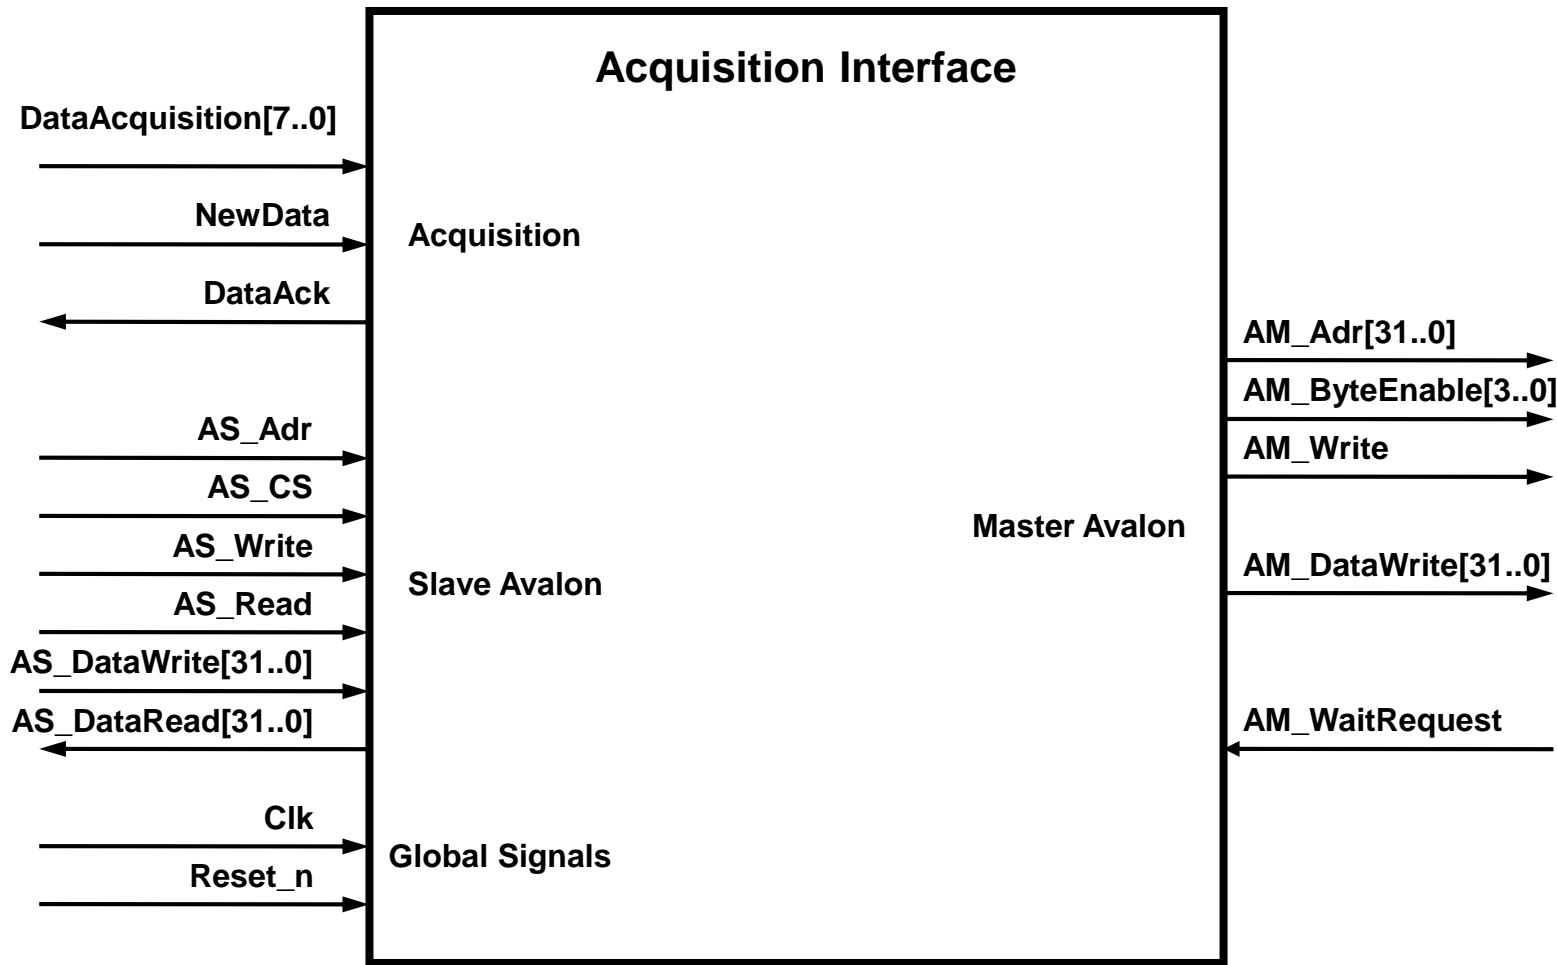 Acquisition Interface
DataAcquisition[7..0]
NewData
Acquisition
DataAck
AM_Adr[31..0]
AM_ByteEnable[3..0]
AS_Adr
AM_Write
AS_CS
Master Avalon
AS_Write
AM_DataWrite[31..0]
Slave Avalon
AS_Read
AS_DataWrite[31..0]
AS_DataRead[31..0]
AM_WaitRequest
Clk
Global Signals
Reset_n